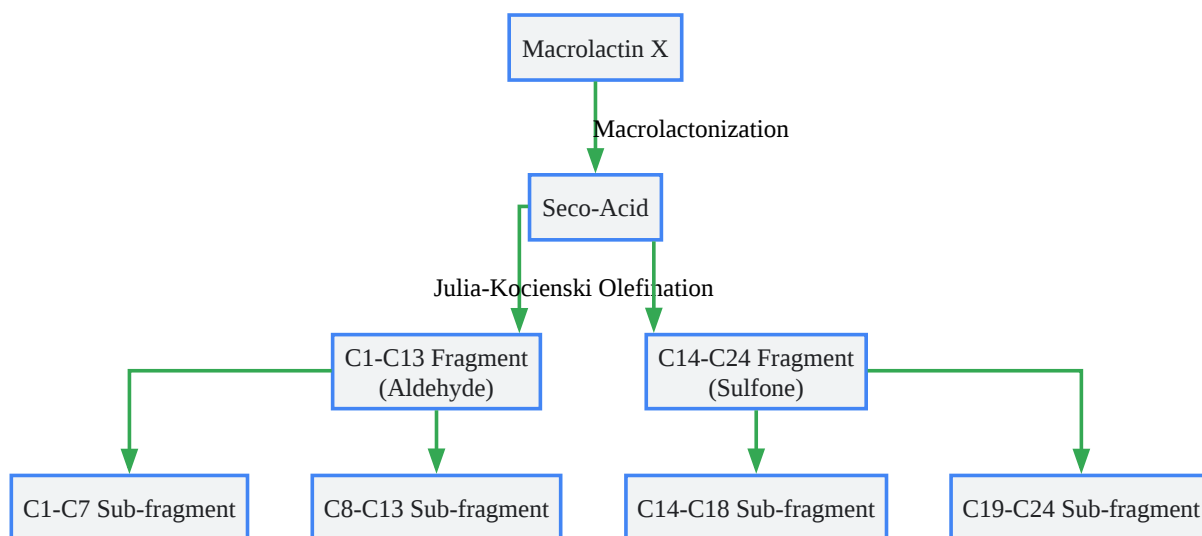 Macrolactin X
Macrolactonization
Seco-Acid
Julia-Kocienski Olefination
C1-C13 Fragment
(Aldehyde)
C14-C24 Fragment
(Sulfone)
C1-C7 Sub-fragment
C8-C13 Sub-fragment
C14-C18 Sub-fragment
C19-C24 Sub-fragment